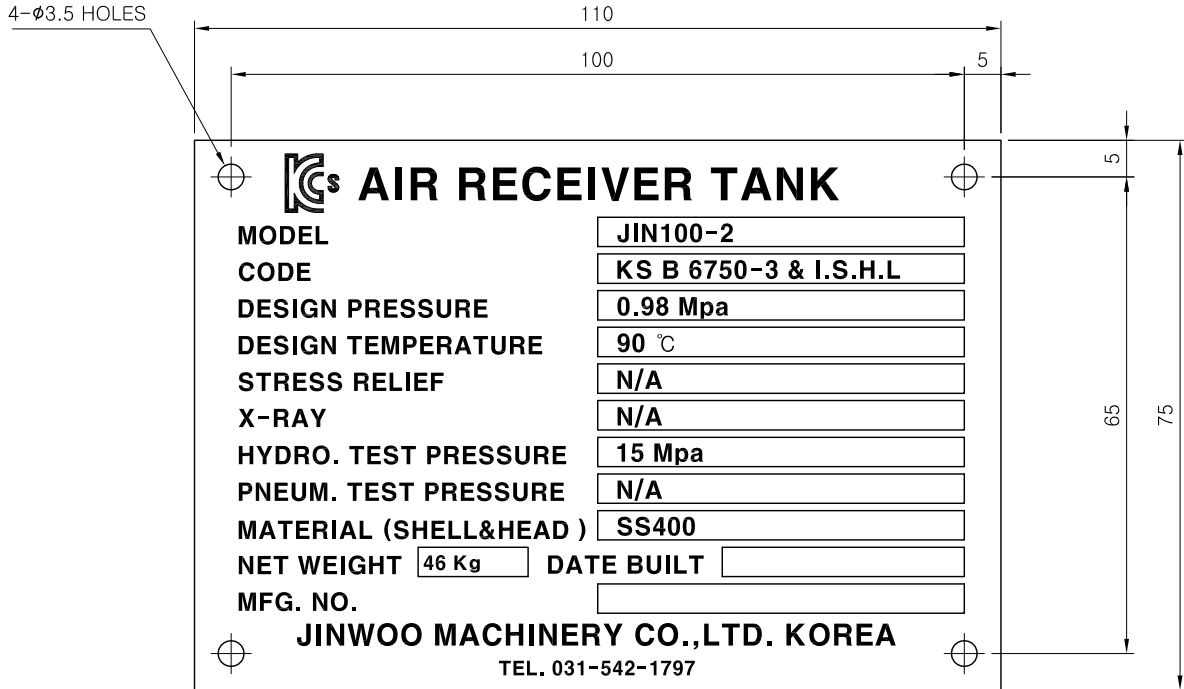 4-Ø3.5 HOLES
110
100
5
5
65
75
KCs AIR RECEIVER TANK
MODEL JIN100-2
CODE KS B 6750-3 & I.S.H.L
DESIGN PRESSURE 0.98 Mpa
DESIGN TEMPERATURE 90 ℃
STRESS RELIEF N/A
X-RAY N/A
HYDRO. TEST PRESSURE 15 Mpa
PNEUM. TEST PRESSURE N/A
MATERIAL (SHELL&HEAD ) SS400
NET WEIGHT 46 Kg DATE BUILT
MFG. NO.
JINWOO MACHINERY CO.,LTD. KOREA
TEL. 031-542-1797